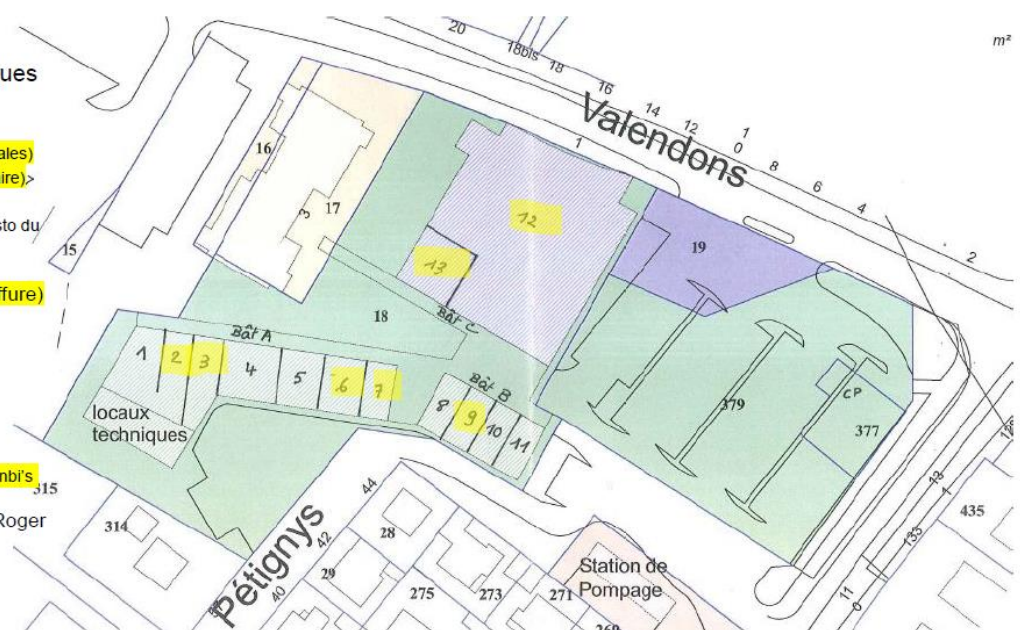 ues
ales)
ire),>
sto du
ffure)
nbi's
Roger
m²
20
18bis
18
16
14
12
1
0
8
6
4
2
Valendons
1
16
17
3
15
12
13
19
18
Bât C
Bât A
1
2
3
4
5
6
7
locaux
techniques
Bât B
8
9
10
11
379
CP
377
315
314
Pétignys
44
42
40
28
29
275
273
271
Station de
Pompage
269
435
13
1
133
11
0